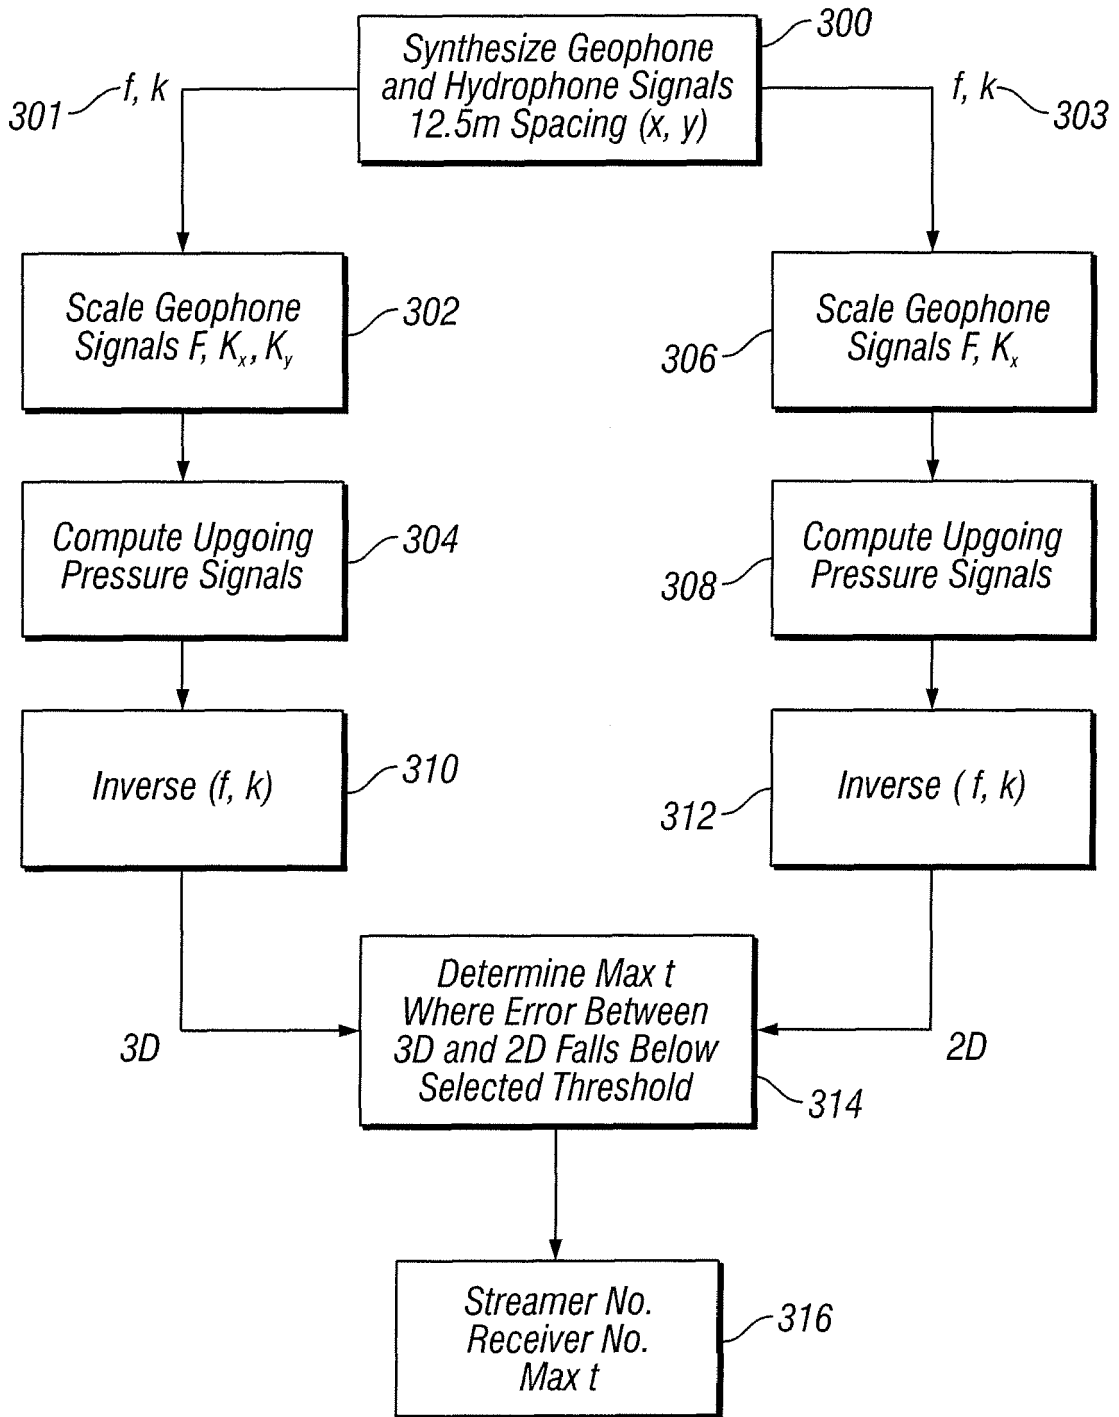 Synthesize Geophone
and Hydrophone Signals
12.5m Spacing (x, y)
300
301
f, k
f, k
303
Scale Geophone
Signals F, Kx, Ky
302
Scale Geophone
Signals F, Kx
306
Compute Upgoing
Pressure Signals
304
Compute Upgoing
Pressure Signals
308
Inverse (f, k)
310
Inverse ( f, k)
312
3D
Determine Max t
Where Error Between
3D and 2D Falls Below
Selected Threshold
2D
314
Streamer No.
Receiver No.
Max t
316